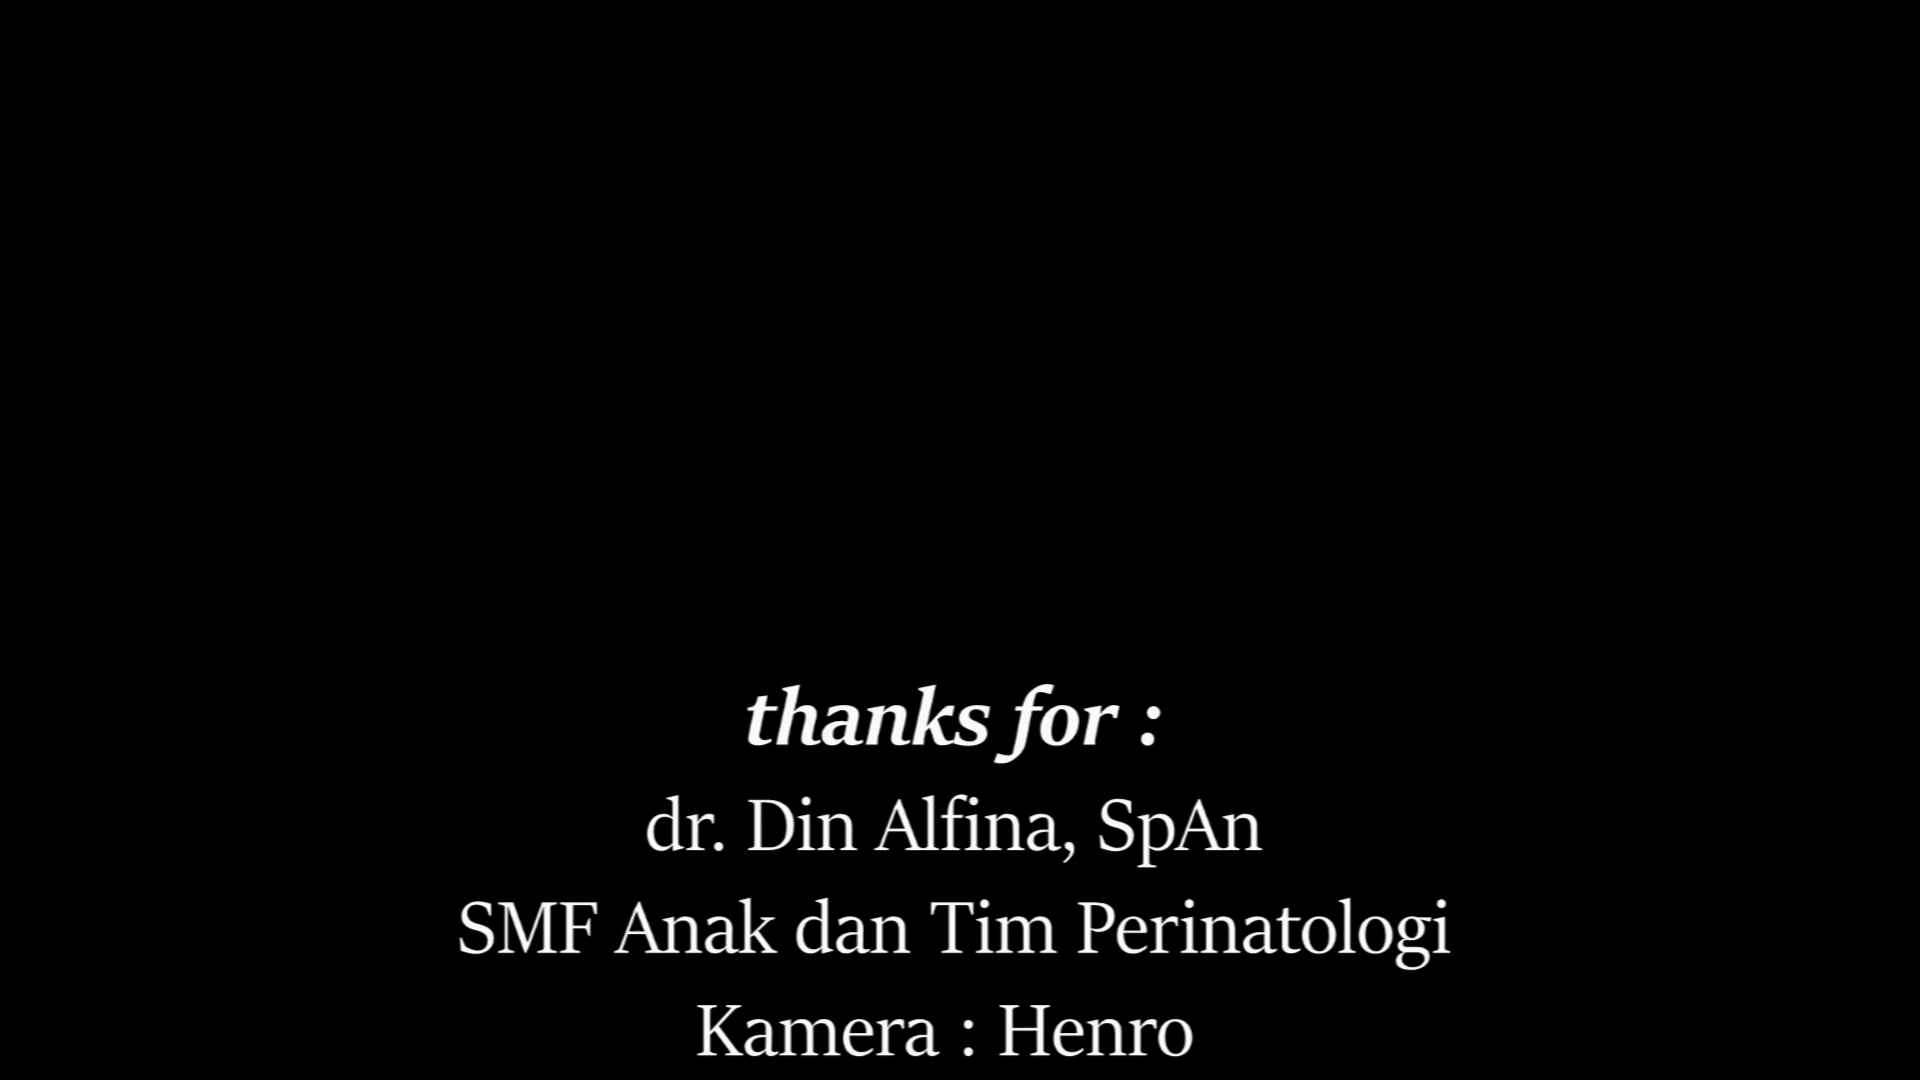 thanks for :
dr. Din Alfina, SpAn
SMF Anak dan Tim Perinatologi
Kamera : Henro